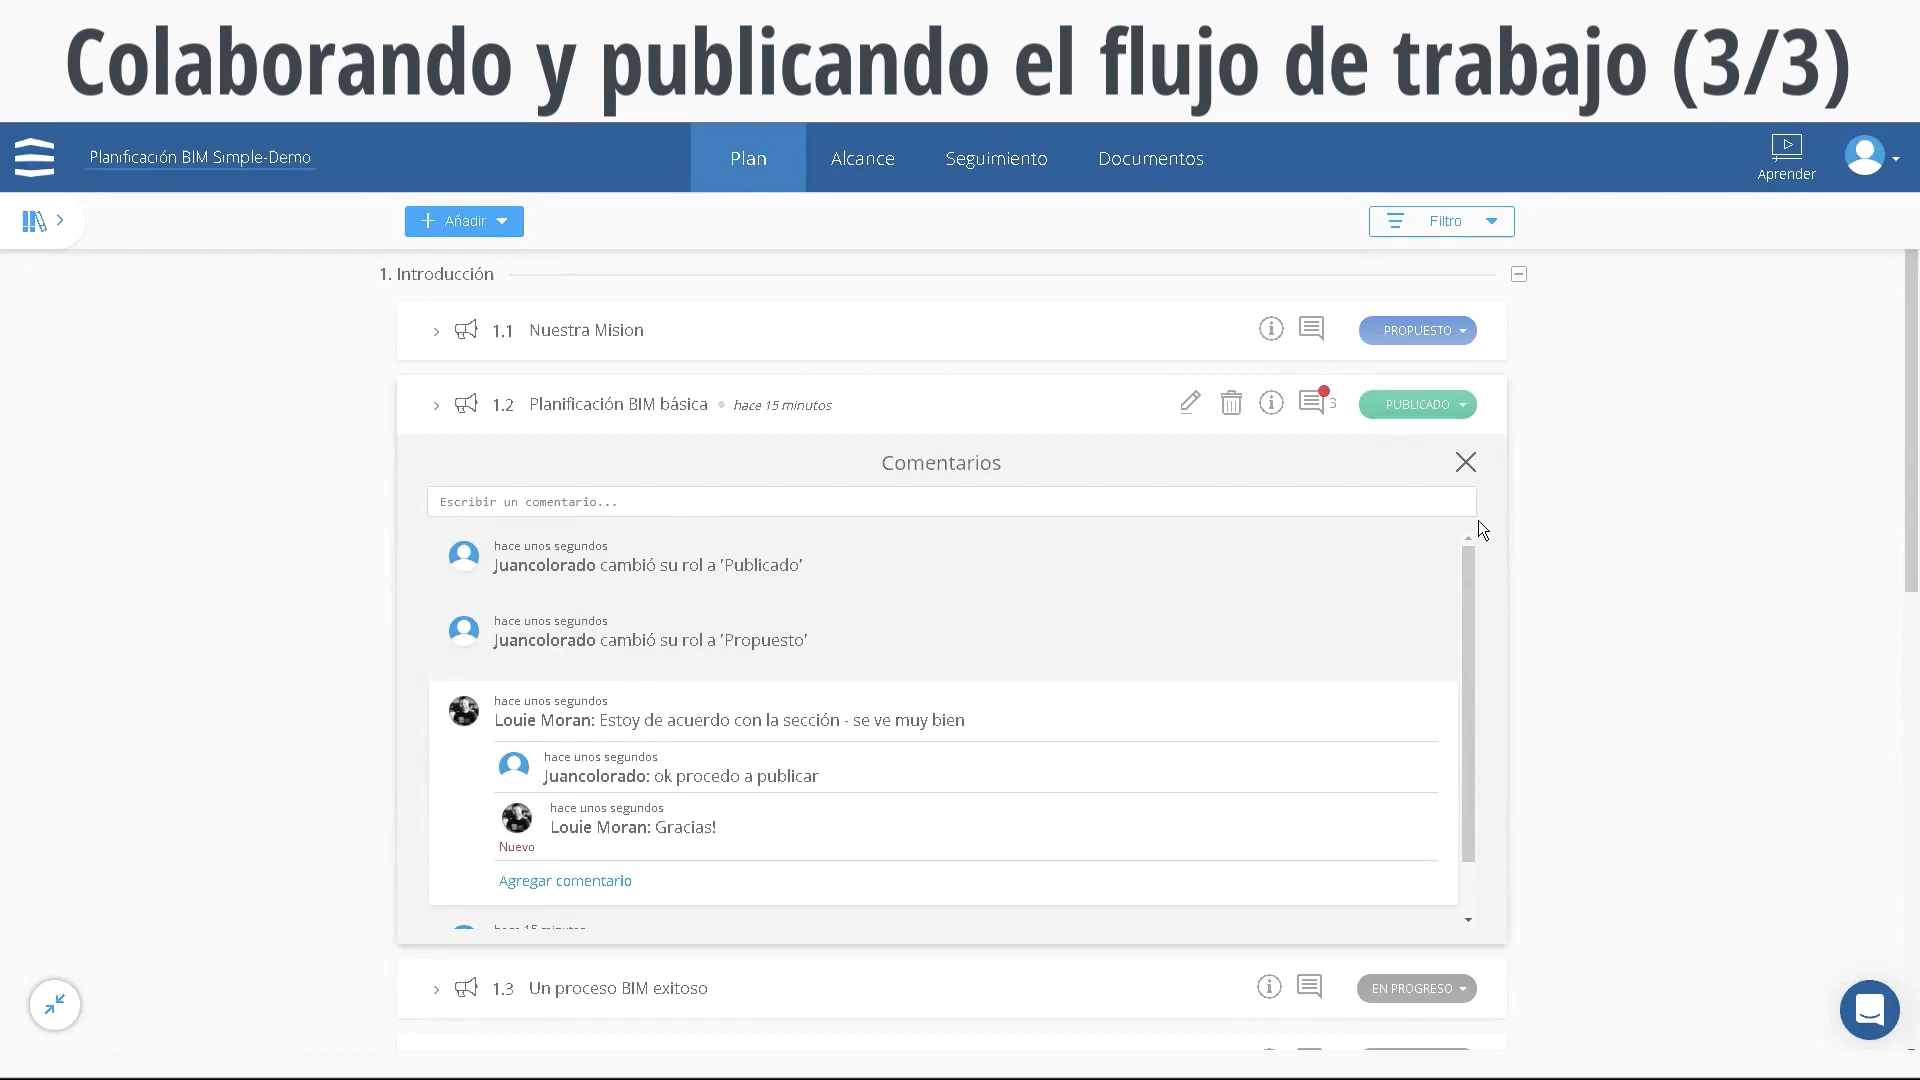 Colaborando y publicando el flujo de trabajo (3/3)
Planificación BIM Simple-Demo
Plan
Alcance
Seguimiento
Documentos
Aprender
Añadir
Filtro
1. Introducción
1.1 Nuestra Mision
PROPUESTO
1.2 Planificación BIM básica
hace 15 minutos
3
PUBLICADO
Comentarios
Escribir un comentario...
hace unos segundos
Juancolorado cambió su rol a 'Publicado'
hace unos segundos
Juancolorado cambió su rol a 'Propuesto'
hace unos segundos
Louie Moran: Estoy de acuerdo con la sección - se ve muy bien
hace unos segundos
Juancolorado: ok procedo a publicar
hace unos segundos
Louie Moran: Gracias!
Nuevo
Agregar comentario
hace 15 minutos
1.3 Un proceso BIM exitoso
EN PROGRESO